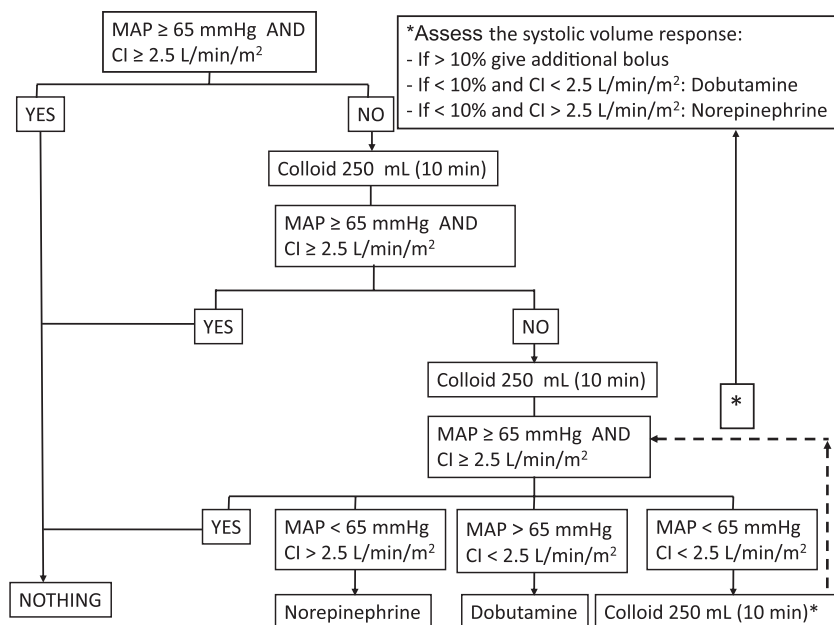 MAP ≥ 65 mmHg AND
CI ≥ 2.5 L/min/m²
*Assess the systolic volume response:
- If > 10% give additional bolus
- If < 10% and CI < 2.5 L/min/m²: Dobutamine
- If < 10% and CI > 2.5 L/min/m²: Norepinephrine
YES
NO
Colloid 250 mL (10 min)
MAP ≥ 65 mmHg AND
CI ≥ 2.5 L/min/m²
YES
NO
Colloid 250 mL (10 min)
*
MAP ≥ 65 mmHg AND
CI ≥ 2.5 L/min/m²
YES
MAP < 65 mmHg
CI > 2.5 L/min/m²
MAP > 65 mmHg
CI < 2.5 L/min/m²
MAP < 65 mmHg
CI < 2.5 L/min/m²
NOTHING
Norepinephrine
Dobutamine
Colloid 250 mL (10 min)*